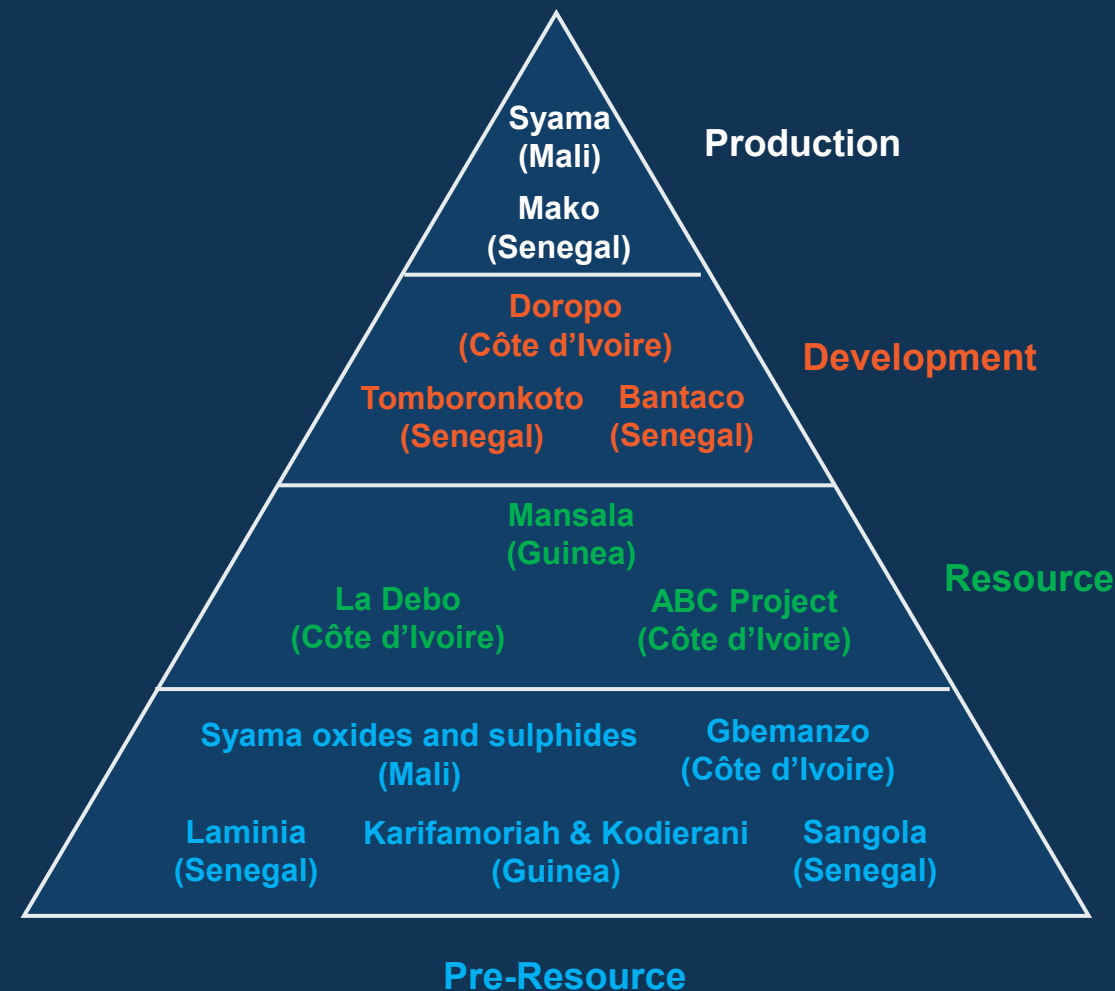 Syama
(Mali)
Mako
(Senegal)
Production
Doropo
(Côte d’Ivoire)
Tomboronkoto
(Senegal)
Bantaco
(Senegal)
Development
Mansala
(Guinea)
La Debo
(Côte d’Ivoire)
ABC Project
(Côte d’Ivoire)
Resource
Syama oxides and sulphides
(Mali)
Gbemanzo
(Côte d’Ivoire)
Laminia
(Senegal)
Karifamoriah & Kodierani
(Guinea)
Sangola
(Senegal)
Pre-Resource